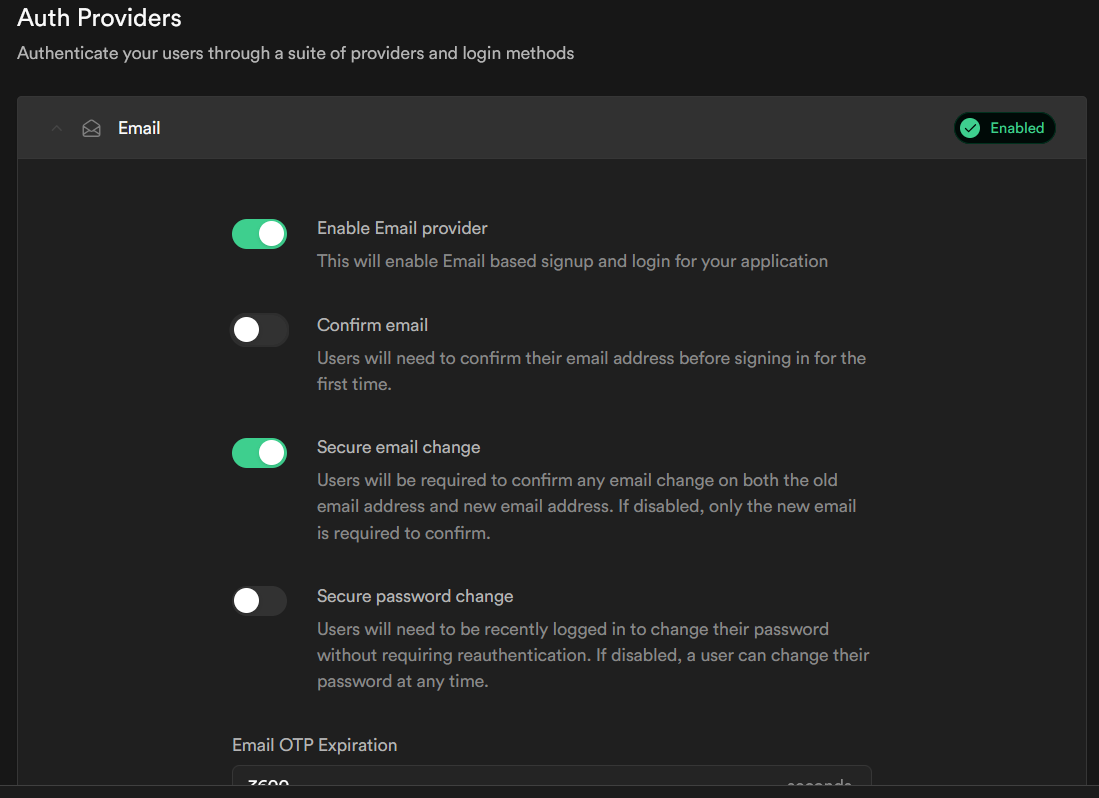 Auth Providers
Authenticate your users through a suite of providers and login methods
Email
Enabled
Enable Email provider
This will enable Email based signup and login for your application
Confirm email
Users will need to confirm their email address before signing in for the
first time.
Secure email change
Users will be required to confirm any email change on both the old
email address and new email address. If disabled, only the new email
is required to confirm.
Secure password change
Users will need to be recently logged in to change their password
without requiring reauthentication. If disabled, a user can change their
password at any time.
Email OTP Expiration
3600 seconds